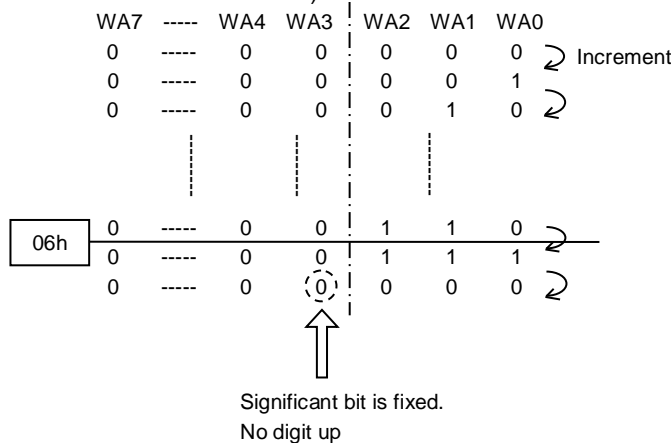 WA7 ----- WA4 WA3 WA2 WA1 WA0
0 ----- 0 0 0 0 0 Increment
0 ----- 0 0 0 0 1
0 ----- 0 0 0 1 0
06h
0 ----- 0 0 1 1 0
0 ----- 0 0 1 1 1
0 ----- 0 0 0 0 0
Significant bit is fixed.
No digit up